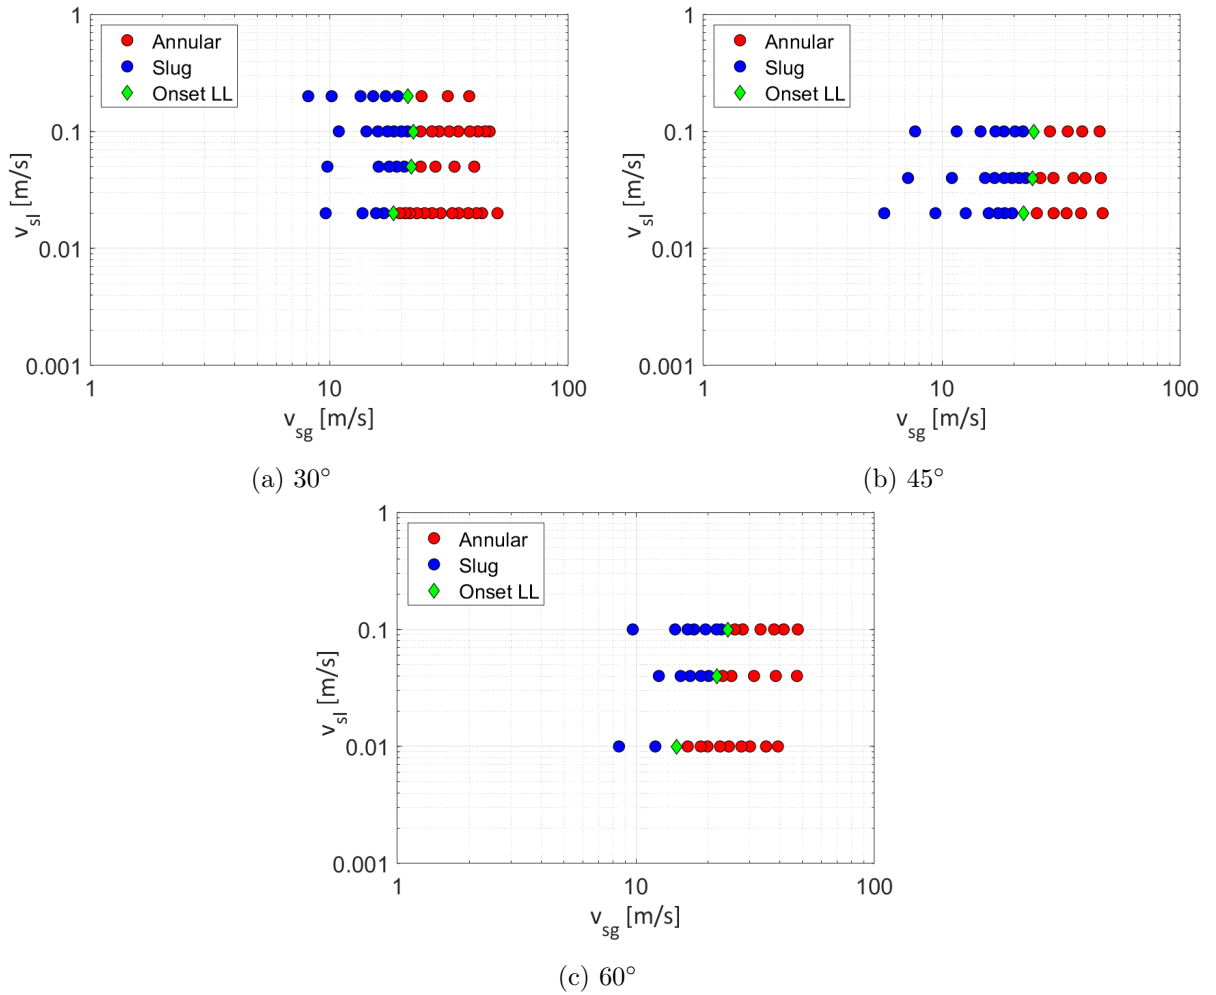 Annular
Slug
Onset LL
1
0.1
0.01
0.001
v_sl [m/s]
1
10
100
v_sg [m/s]
(a) 30°
Annular
Slug
Onset LL
1
0.1
0.01
0.001
v_sl [m/s]
1
10
100
v_sg [m/s]
(b) 45°
Annular
Slug
Onset LL
1
0.1
0.01
0.001
v_sl [m/s]
1
10
100
v_sg [m/s]
(c) 60°